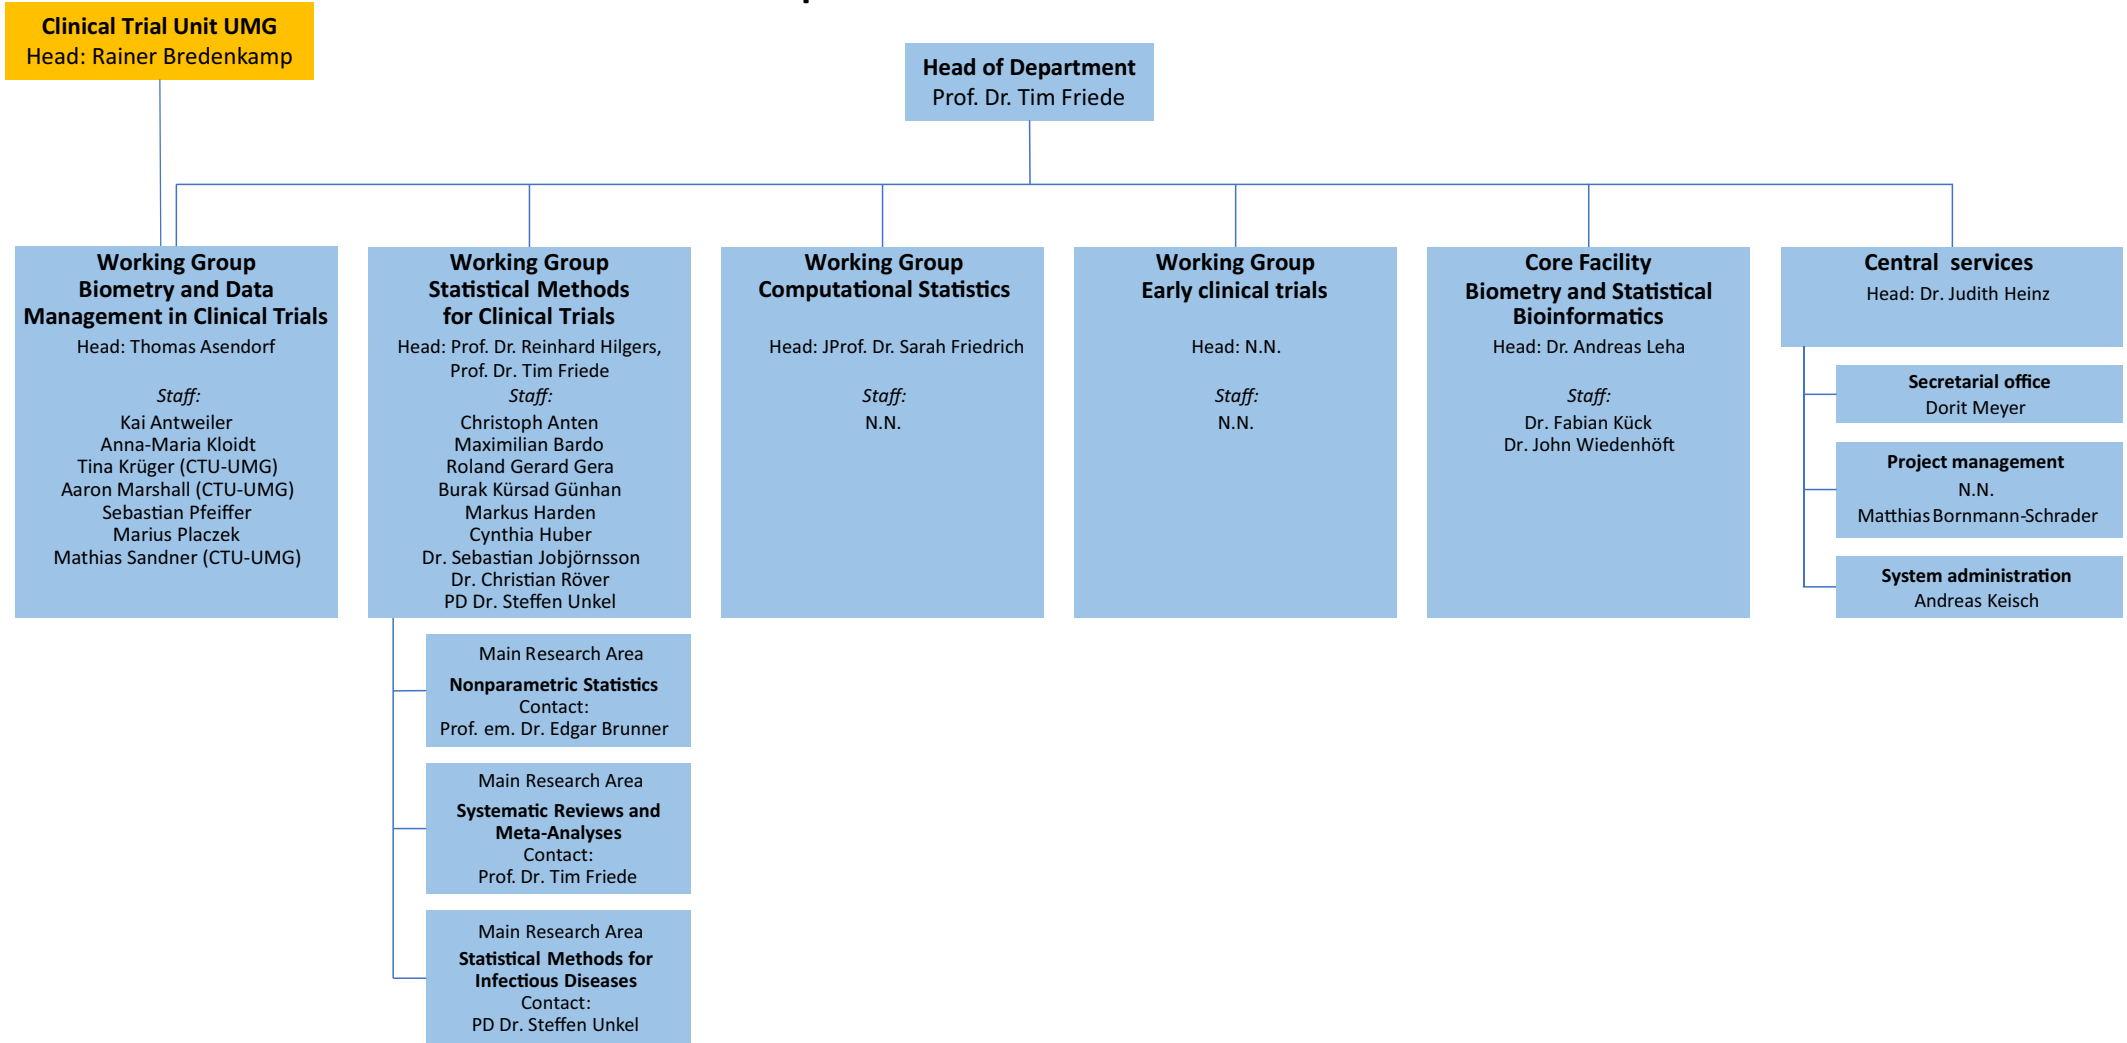 Clinical Trial Unit UMG
Head: Rainer Bredenkamp
Head of Department
Prof. Dr. Tim Friede
Working Group
Biometry and Data
Management in Clinical Trials
Head: Thomas Asendorf
Staff:
Kai Antweiler
Anna-Maria Kloidt
Tina Krüger (CTU-UMG)
Aaron Marshall (CTU-UMG)
Sebastian Pfeiffer
Marius Placzek
Mathias Sandner (CTU-UMG)
Working Group
Statistical Methods
for Clinical Trials
Head: Prof. Dr. Reinhard Hilgers,
Prof. Dr. Tim Friede
Staff:
Christoph Anten
Maximilian Bardo
Roland Gerard Gera
Burak Kürsad Günhan
Markus Harden
Cynthia Huber
Dr. Sebastian Jobjörnsson
Dr. Christian Röver
PD Dr. Steffen Unkel
Main Research Area
Nonparametric Statistics
Contact:
Prof. em. Dr. Edgar Brunner
Main Research Area
Systematic Reviews and
Meta-Analyses
Contact:
Prof. Dr. Tim Friede
Main Research Area
Statistical Methods for
Infectious Diseases
Contact:
PD Dr. Steffen Unkel
Working Group
Computational Statistics
Head: JProf. Dr. Sarah Friedrich
Staff:
N.N.
Working Group
Early clinical trials
Head: N.N.
Staff:
N.N.
Core Facility
Biometry and Statistical
Bioinformatics
Head: Dr. Andreas Leha
Staff:
Dr. Fabian Kück
Dr. John Wiedenhöft
Central services
Head: Dr. Judith Heinz
Secretarial office
Dorit Meyer
Project management
N.N.
Matthias Bornmann-Schrader
System administration
Andreas Keisch